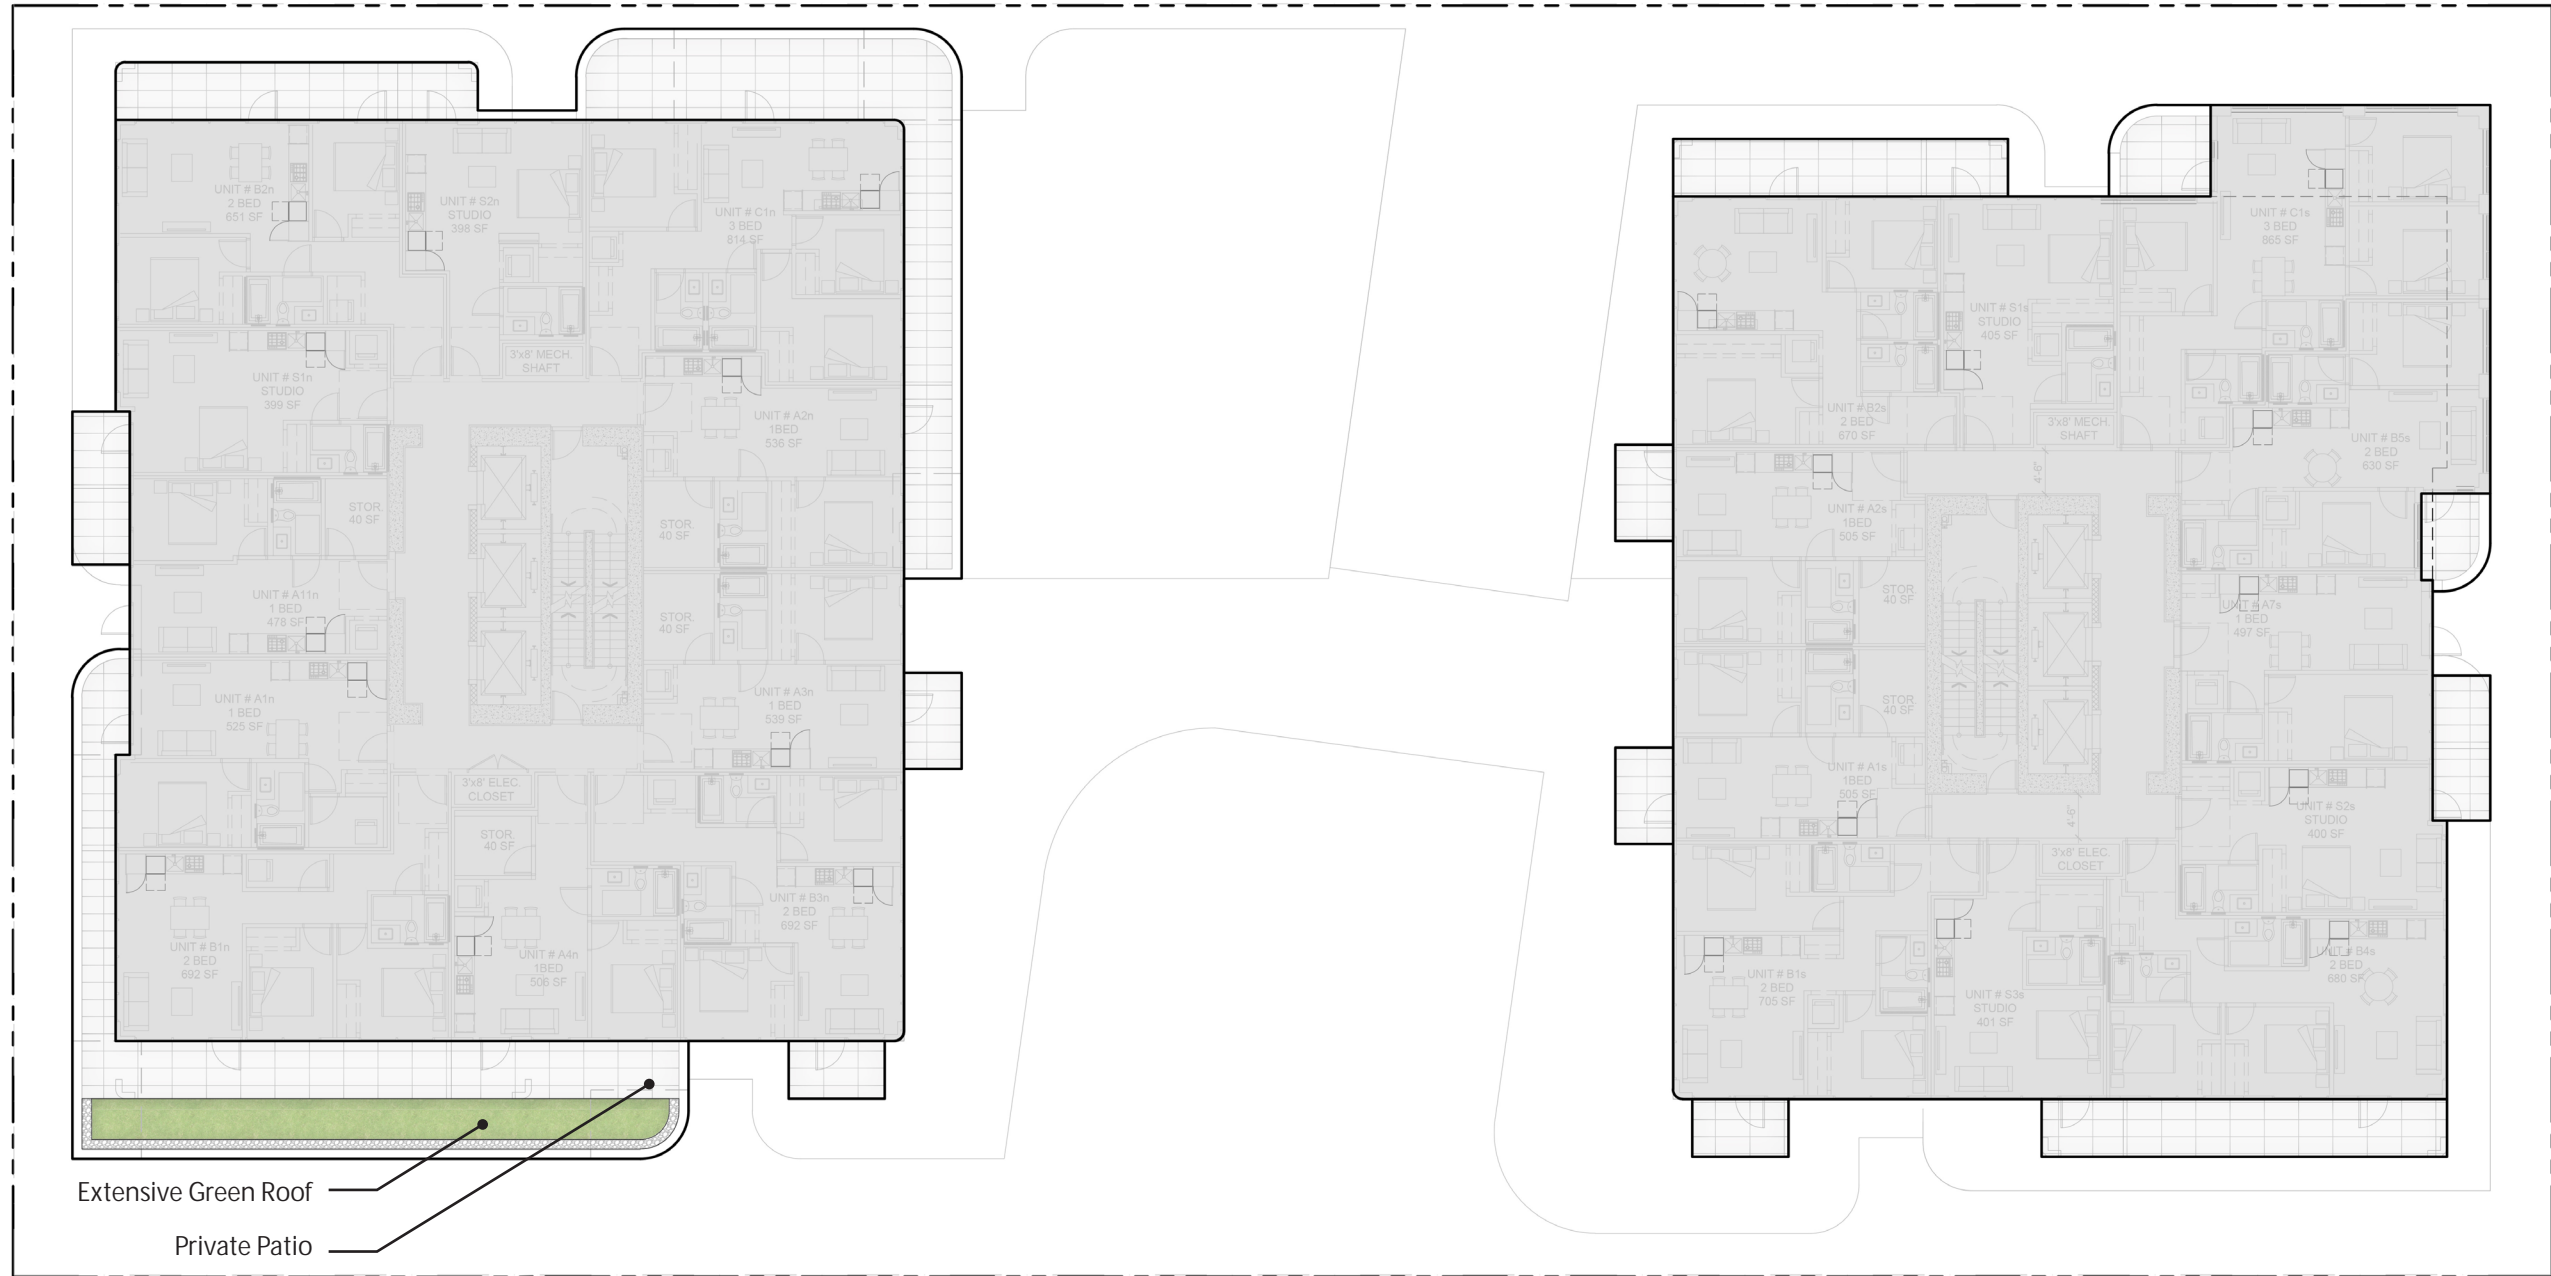 UNIT # B2n
2 BED
651 SF
UNIT # S2n
STUDIO
398 SF
UNIT # C1n
3 BED
814 SF
3'x8' MECH.
SHAFT
UNIT # S1n
STUDIO
399 SF
UNIT # A2n
1BED
536 SF
STOR.
40 SF
STOR.
40 SF
UNIT # A11n
1 BED
478 SF
STOR.
40 SF
UNIT # A1n
1 BED
525 SF
UNIT # A3n
1 BED
539 SF
3'x8' ELEC.
CLOSET
STOR.
40 SF
UNIT # B3n
2 BED
692 SF
UNIT # B1n
2 BED
692 SF
UNIT # A4n
1BED
506 SF
Extensive Green Roof
Private Patio
UNIT # C1s
3 BED
865 SF
UNIT # S1s
STUDIO
405 SF
UNIT # B2s
2 BED
670 SF
3'x8' MECH.
SHAFT
UNIT # B5s
2 BED
630 SF
4'-6"
UNIT # A2s
1BED
505 SF
STOR.
40 SF
UNIT # A7s
1 BED
497 SF
STOR.
40 SF
UNIT # A1s
1BED
505 SF
4'-6"
UNIT # S2s
STUDIO
400 SF
3'x8' ELEC.
CLOSET
UNIT # B4s
2 BED
680 SF
UNIT # B1s
2 BED
705 SF
UNIT # S3s
STUDIO
401 SF